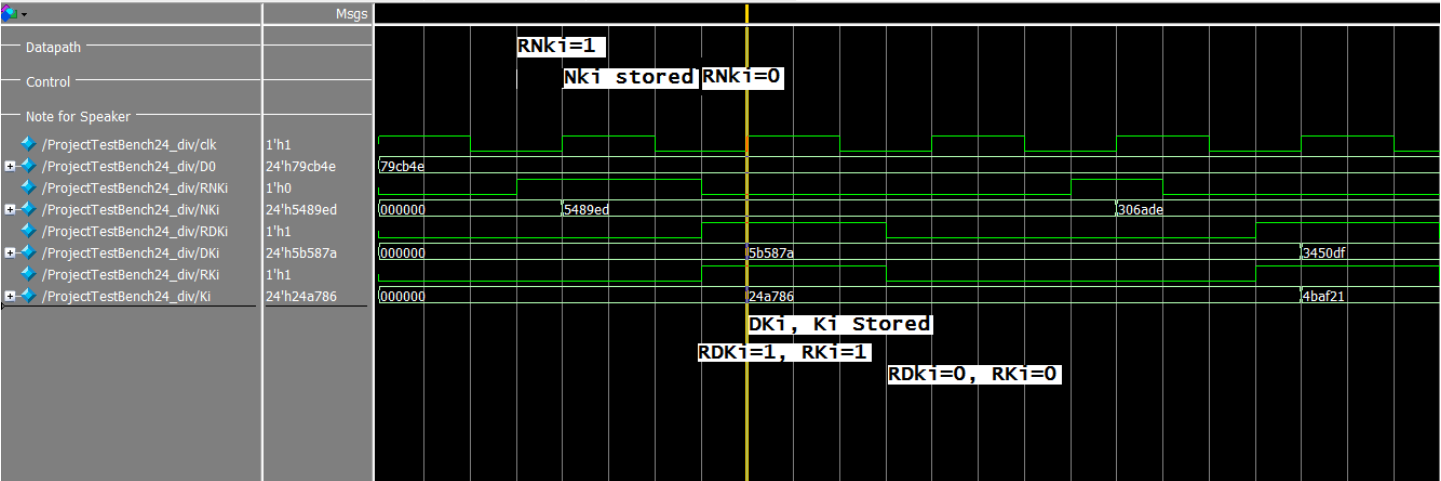 Msgs
Datapath
RNki=1
Control
Nki stored RNki=0
Note for Speaker
/ProjectTestBench24_div/clk 1'h1
/ProjectTestBench24_div/D0 24'h79cb4e 79cb4e
/ProjectTestBench24_div/RNKi 1'h0
/ProjectTestBench24_div/NKi 24'h5489ed 000000 5489ed 306ade
/ProjectTestBench24_div/RDKi 1'h1
/ProjectTestBench24_div/DKi 24'h5b587a 000000 5b587a 3450df
/ProjectTestBench24_div/RKi 1'h1
/ProjectTestBench24_div/Ki 24'h24a786 000000 24a786 4baf21
DKi, Ki Stored
RDKi=1, RKi=1
RDki=0, RKi=0